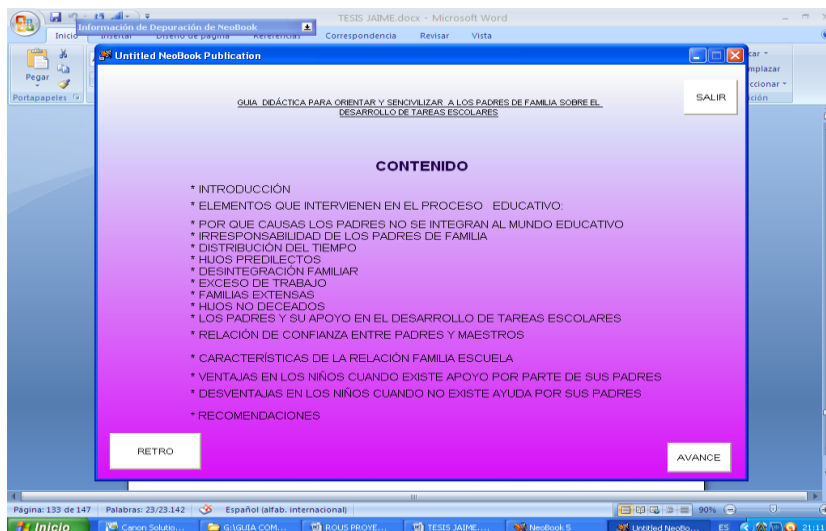 TESIS JAIME.docx - Microsoft Word
Información de Depuración de NeoBook
Inicio
Correspondencia
Revisar
Vista
Pegar
Portapapeles
Untitled NeoBook Publication
SALIR
GUIA DIDÁCTICA PARA ORIENTAR Y SENCIVILIZAR A LOS PADRES DE FAMILIA SOBRE EL
DESARROLLO DE TAREAS ESCOLARES
CONTENIDO
* INTRODUCCIÓN
* ELEMENTOS QUE INTERVIENEN EN EL PROCESO EDUCATIVO:
* POR QUE CAUSAS LOS PADRES NO SE INTEGRAN AL MUNDO EDUCATIVO
* IRRESPONSABILIDAD DE LOS PADRES DE FAMILIA
* DISTRIBUCIÓN DEL TIEMPO
* HIJOS PREDILECTOS
* DESINTEGRACIÓN FAMILIAR
* EXCESO DE TRABAJO
* FAMILIAS EXTENSAS
* HIJOS NO DECEADOS
* LOS PADRES Y SU APOYO EN EL DESARROLLO DE TAREAS ESCOLARES
* RELACIÓN DE CONFIANZA ENTRE PADRES Y MAESTROS
* CARACTERÍSTICAS DE LA RELACIÓN FAMILIA ESCUELA
* VENTAJAS EN LOS NIÑOS CUANDO EXISTE APOYO POR PARTE DE SUS PADRES
* DESVENTAJAS EN LOS NIÑOS CUANDO NO EXISTE AYUDA POR SUS PADRES
* RECOMENDACIONES
RETRO
AVANCE
Página: 133 de 147 Palabras: 23/23.142 Español (alfab. internacional) 90%
Inicio Canon Solutio... G:\GUIA COM... ROUS PROYE... TESIS JAIME.... NeoBook 5 Untitled NeoBo... ES 21:11